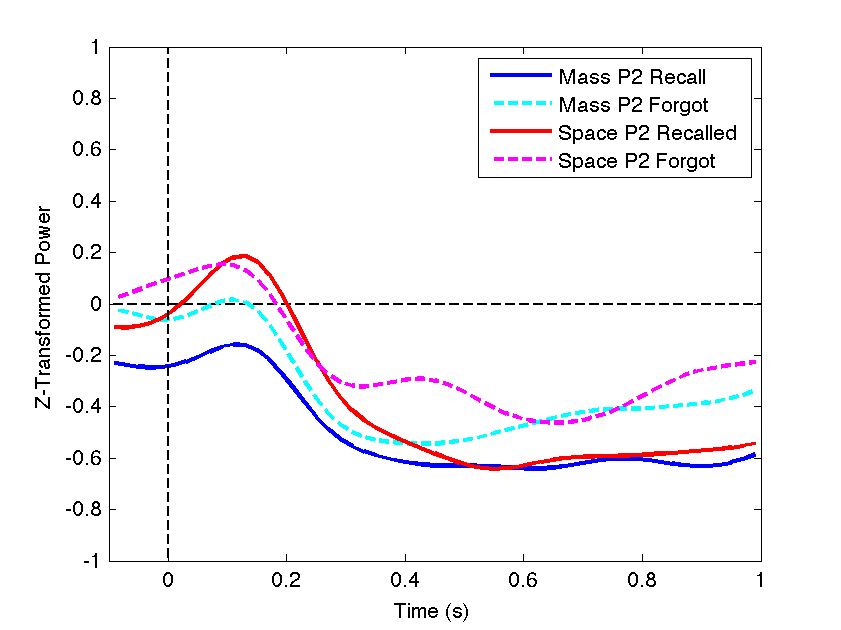 1
0.8
0.6
0.4
0.2
0
-0.2
-0.4
-0.6
-0.8
-1
Z-Transformed Power
Mass P2 Recall
Mass P2 Forgot
Space P2 Recalled
Space P2 Forgot
0 0.2 0.4 0.6 0.8 1
Time (s)